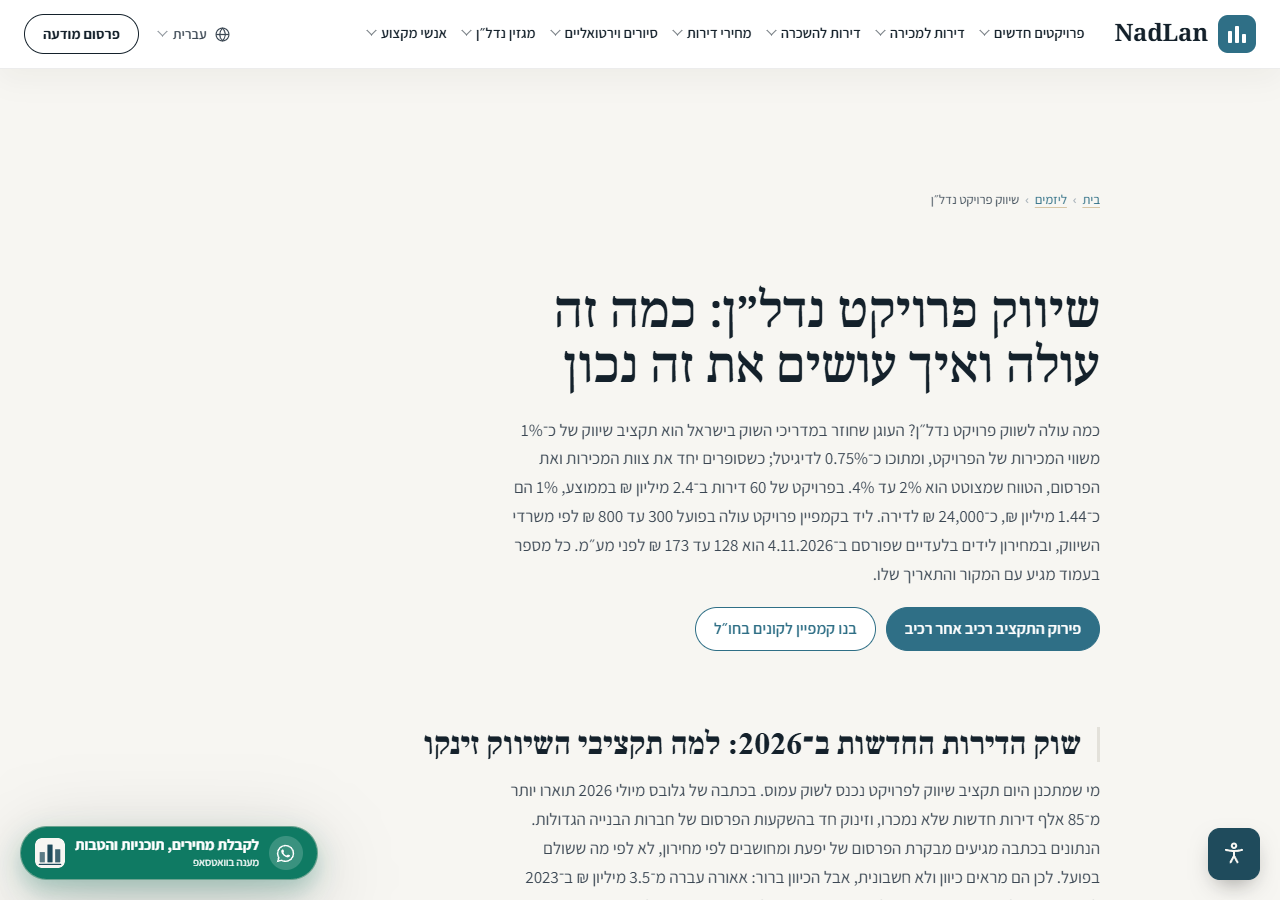 NadLan
פרויקטים חדשים
דירות למכירה
דירות להשכרה
מחירי דירות
סיורים וירטואליים
מגזין נדל״ן
אנשי מקצוע
עברית
פרסום מודעה
בית › ליזמים › שיווק פרויקט נדל״ן
שיווק פרויקט נדל״ן: כמה זה
עולה ואיך עושים את זה נכון
כמה עולה לשווק פרויקט נדל״ן? העוגן שחוזר במדריכי השוק בישראל הוא תקציב שיווק של כ־1%
משווי המכירות של הפרויקט, ומתוכו כ־0.75% לדיגיטל; כשסופרים יחד את צוות המכירות ואת
הפרסום, הטווח שמצוטט הוא 2% עד 4%. בפרויקט של 60 דירות ב־2.4 מיליון ₪ בממוצע, 1% הם
כ־1.44 מיליון ₪, כ־24,000 ₪ לדירה. ליד בקמפיין פרויקט עולה בפועל 300 עד 800 ₪ לפי משרדי
השיווק, ובמחירון לידים בלעדיים שפורסם ב־4.11.2026 הוא 128 עד 173 ₪ לפני מע״מ. כל מספר
בעמוד מגיע עם המקור והתאריך שלו.
פירוק התקציב רכיב אחר רכיב
בנו קמפיין לקונים בחו״ל
שוק הדירות החדשות ב־2026: למה תקציבי השיווק זינקו
מי שמתכנן היום תקציב שיווק לפרויקט נכנס לשוק עמוס. בכתבה של גלובס מיולי 2026 תוארו יותר
מ־85 אלף דירות חדשות שלא נמכרו, וזינוק חד בהשקעות הפרסום של חברות הבנייה הגדולות.
הנתונים בכתבה מגיעים מבקרת הפרסום של יפעת ומחושבים לפי מחירון, לא לפי מה ששולם
בפועל. לכן הם מראים כיוון ולא חשבונית, אבל הכיוון ברור: אאורה עברה מ־3.5 מיליון ₪ ב־2023
לקבלת מחירים, תוכניות והטבות
מענה בוואטסאפ